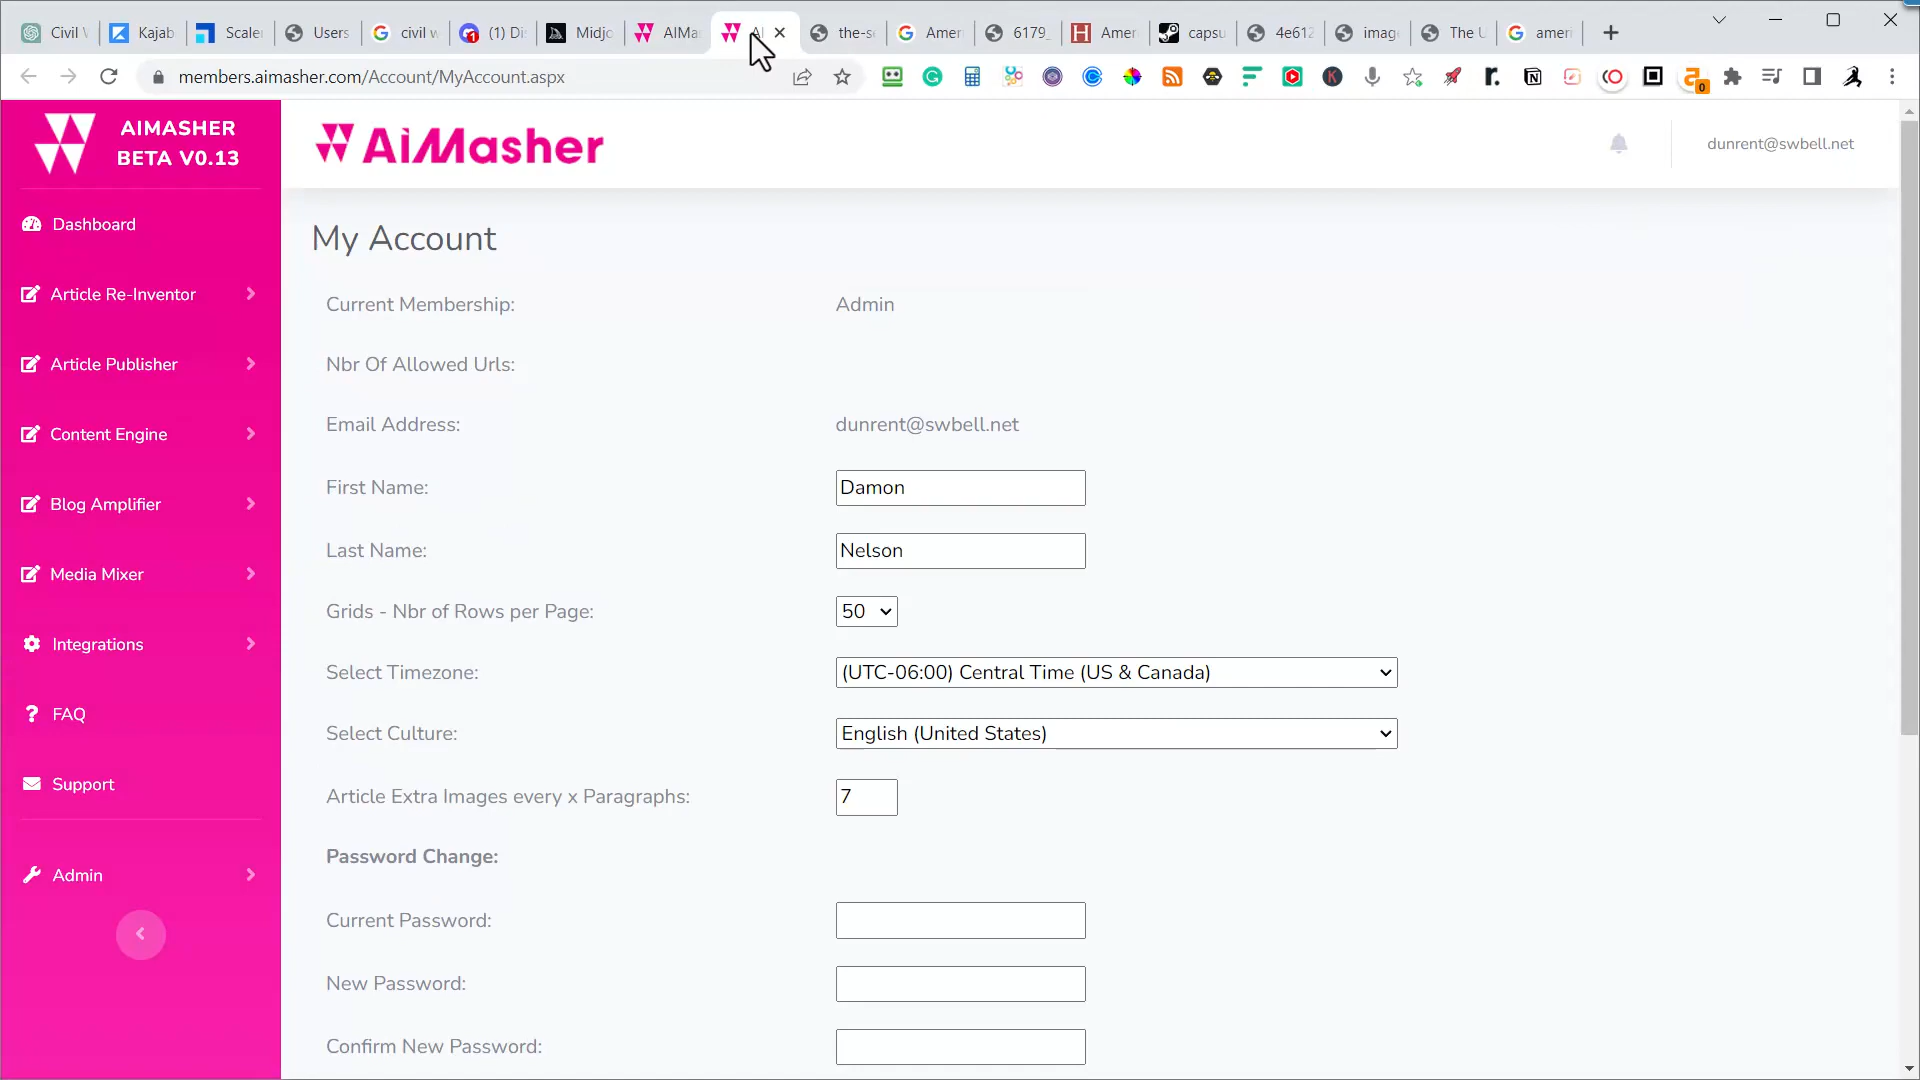 Civil
Kajab
Scaler
Users
civil w
(1) Di
Midjo
AIMa
the-s
Amer
6179_
Amer
capsu
4e612
imag
The U
ameri
members.aimasher.com/Account/MyAccount.aspx
0
AIMASHER
BETA V0.13
AiMasher
dunrent@swbell.net
Dashboard
Article Re-Inventor
Article Publisher
Content Engine
Blog Amplifier
Media Mixer
Integrations
FAQ
Support
Admin
My Account
Current Membership: Admin
Nbr Of Allowed Urls:
Email Address: dunrent@swbell.net
First Name: Damon
Last Name: Nelson
Grids - Nbr of Rows per Page: 50
Select Timezone: (UTC-06:00) Central Time (US & Canada)
Select Culture: English (United States)
Article Extra Images every x Paragraphs: 7
Password Change:
Current Password:
New Password:
Confirm New Password: